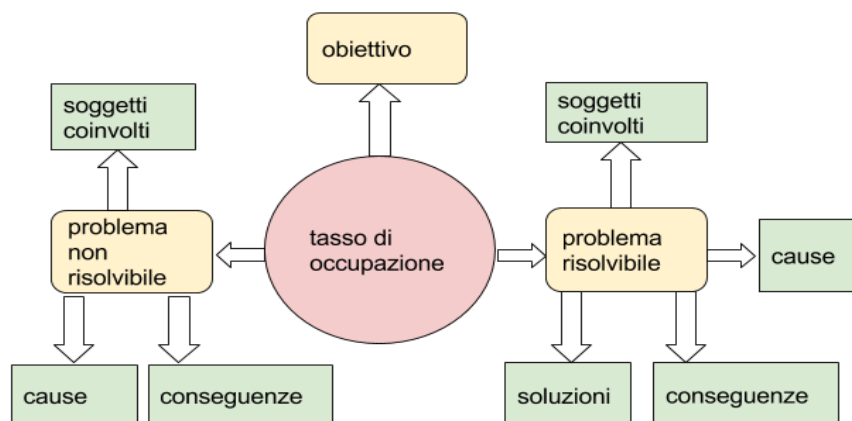 obiettivo
soggetti
coinvolti
soggetti
coinvolti
problema
non
risolvibile
tasso di
occupazione
problema
risolvibile
cause
cause
conseguenze
soluzioni
conseguenze